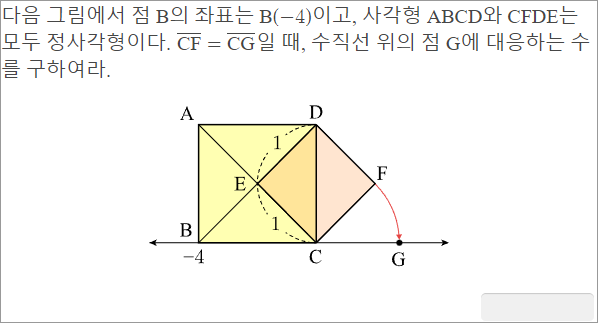 다음 그림에서 점 B의 좌표는 B(−4)이고, 사각형 ABCD와 CFDE는
모두 정사각형이다. C̅F̅ = C̅G̅일 때, 수직선 위의 점 G에 대응하는 수
를 구하여라.
A
D
1
E
F
1
B
−4
C
G